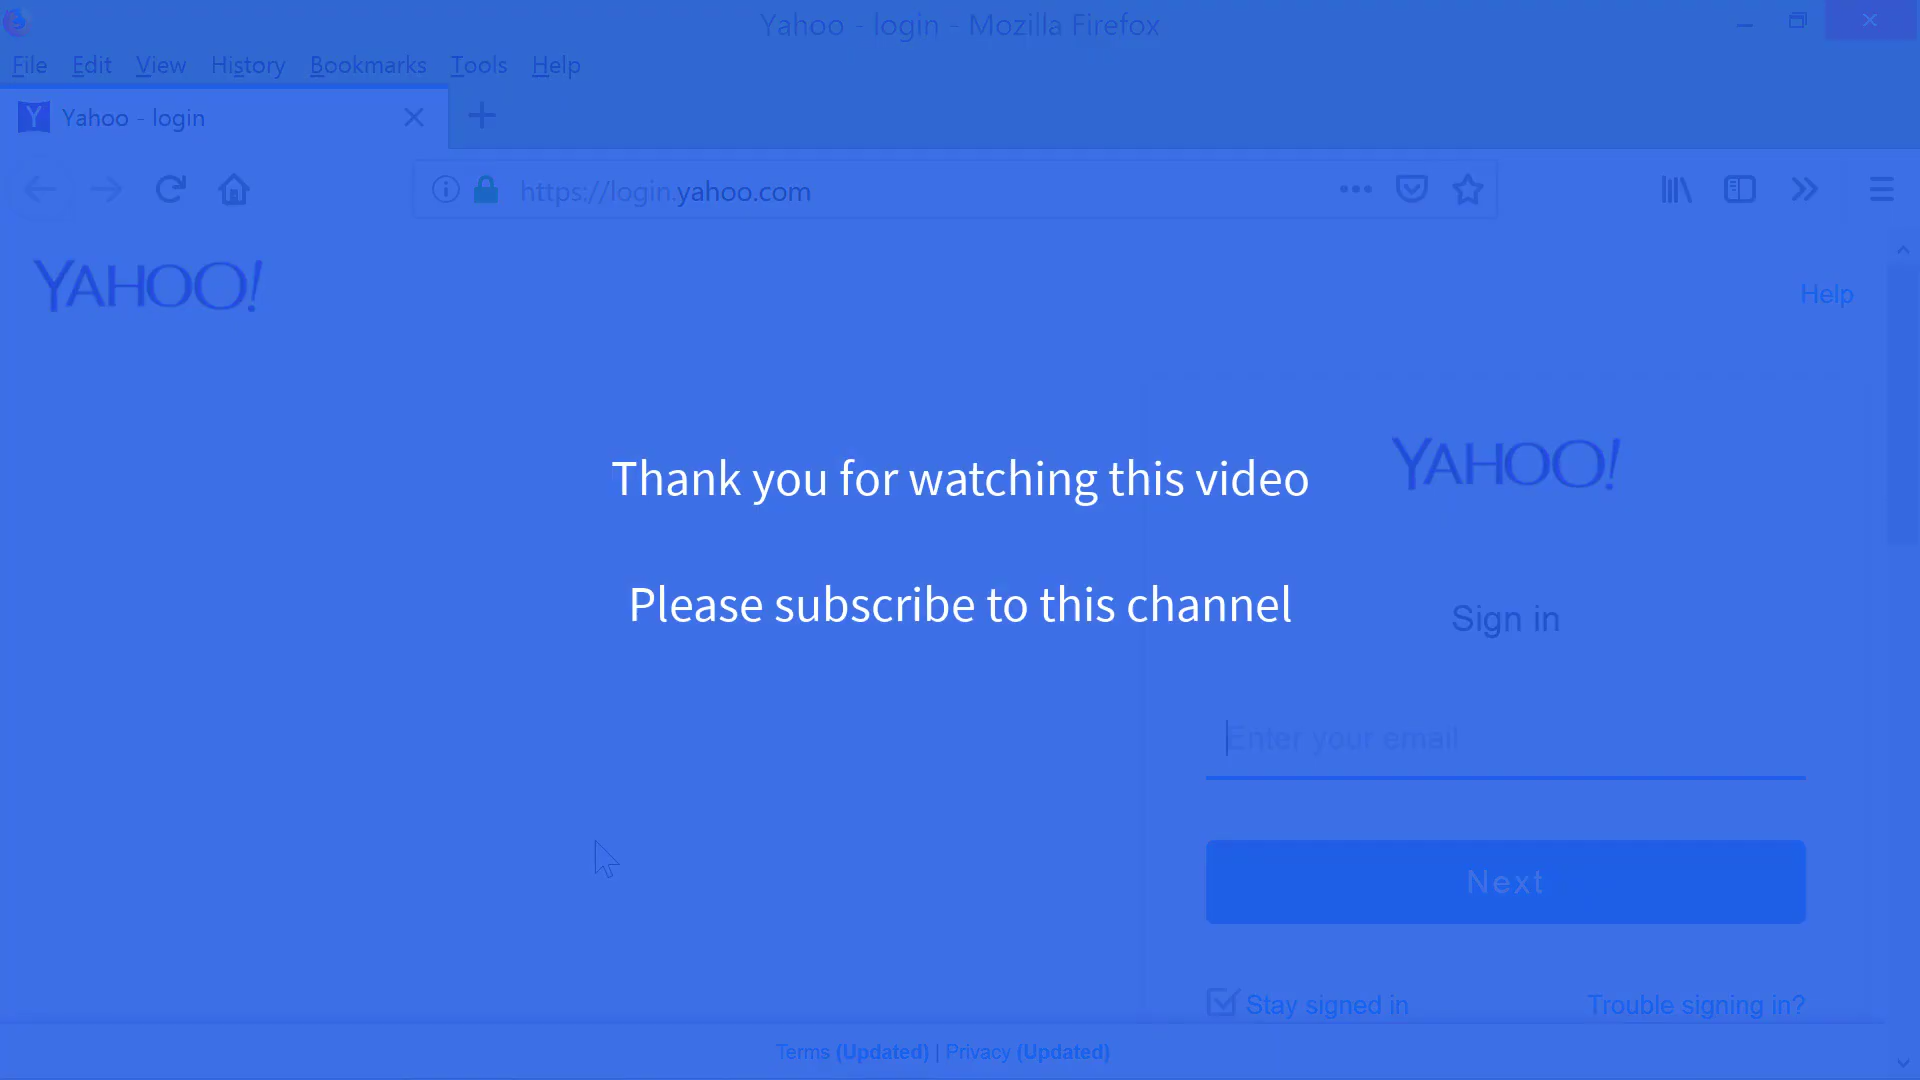 Yahoo - login - Mozilla Firefox
File Edit View History Bookmarks Tools Help
Y Yahoo - login
https://login.yahoo.com
YAHOO!
Help
YAHOO!
Thank you for watching this video
Please subscribe to this channel
Sign in
Enter your email
Next
Stay signed in Trouble signing in?
Terms (Updated) | Privacy (Updated)